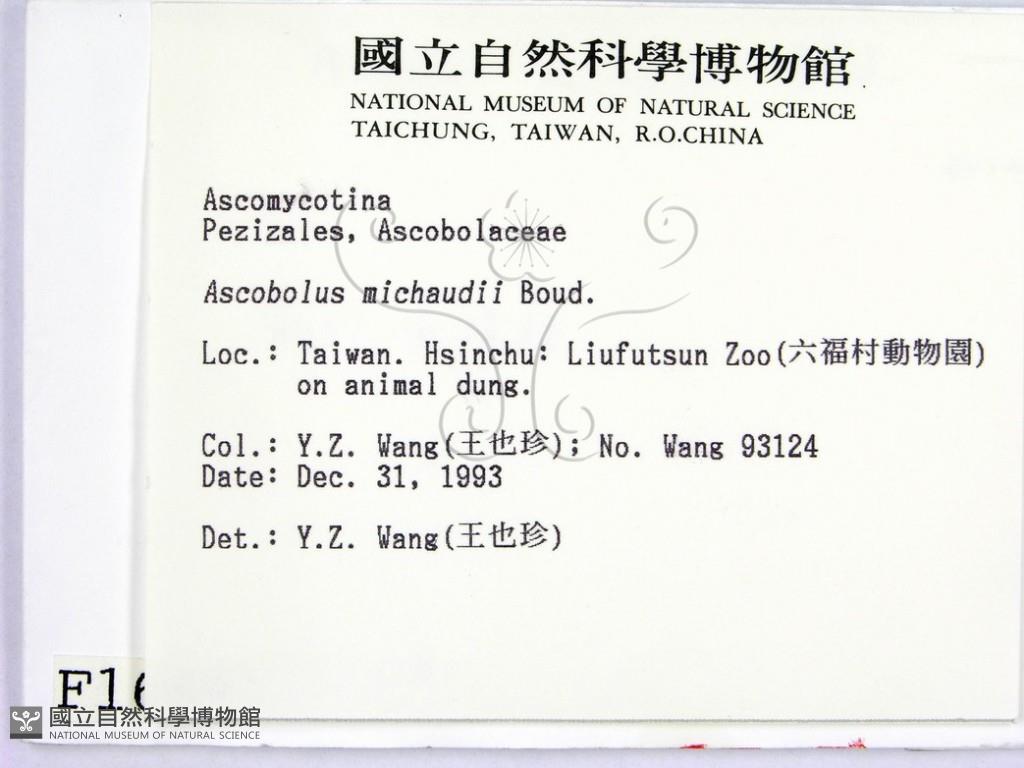 國立自然科學博物館
NATIONAL MUSEUM OF NATURAL SCIENCE
TAICHUNG, TAIWAN, R.O.CHINA
Ascomycotina
Pezizales, Ascobolaceae
Ascobolus michaudii Boud.
Loc.: Taiwan. Hsinchu: Liufutsun Zoo(六福村動物園)
on animal dung.
Col.: Y.Z. Wang(王也珍); No. Wang 93124
Date: Dec. 31, 1993
Det.: Y.Z. Wang(王也珍)
國立自然科學博物館
NATIONAL MUSEUM OF NATURAL SCIENCE